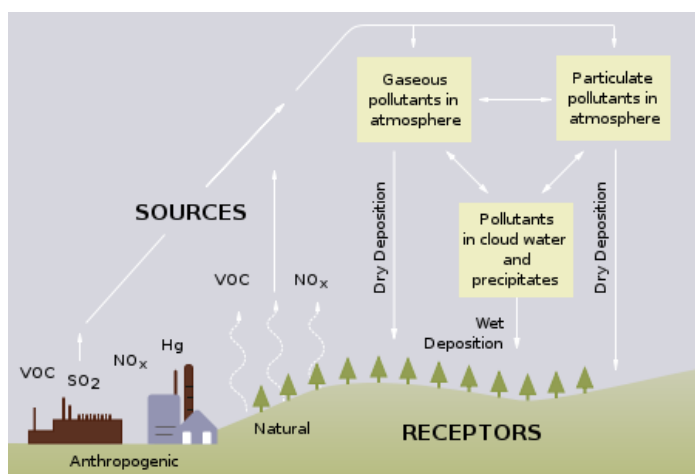 Gaseous
pollutants in
atmosphere
Particulate
pollutants in
atmosphere
SOURCES
Dry Deposition
Pollutants
in cloud water
and
precipitates
Dry Deposition
VOC
NOx
Wet
Deposition
VOC
SO2
NOx
Hg
Natural
RECEPTORS
Anthropogenic